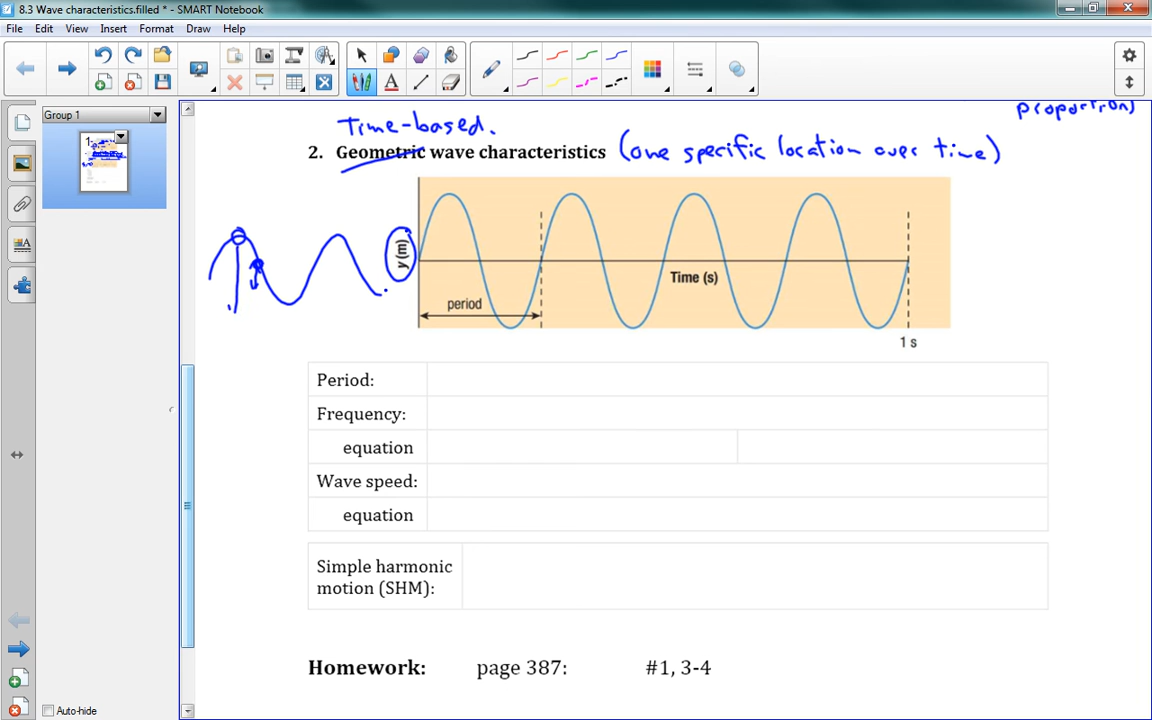 8.3 Wave characteristics.filled * - SMART Notebook
File Edit View Insert Format Draw Help
Group 1
1
proportion)
Time-based.
2. Geometric wave characteristics (one specific location over time)
y (m)
Time (s)
period
1 s
Period:
Frequency:
equation
Wave speed:
equation
Simple harmonic
motion (SHM):
Homework: page 387: #1, 3-4
Auto-hide